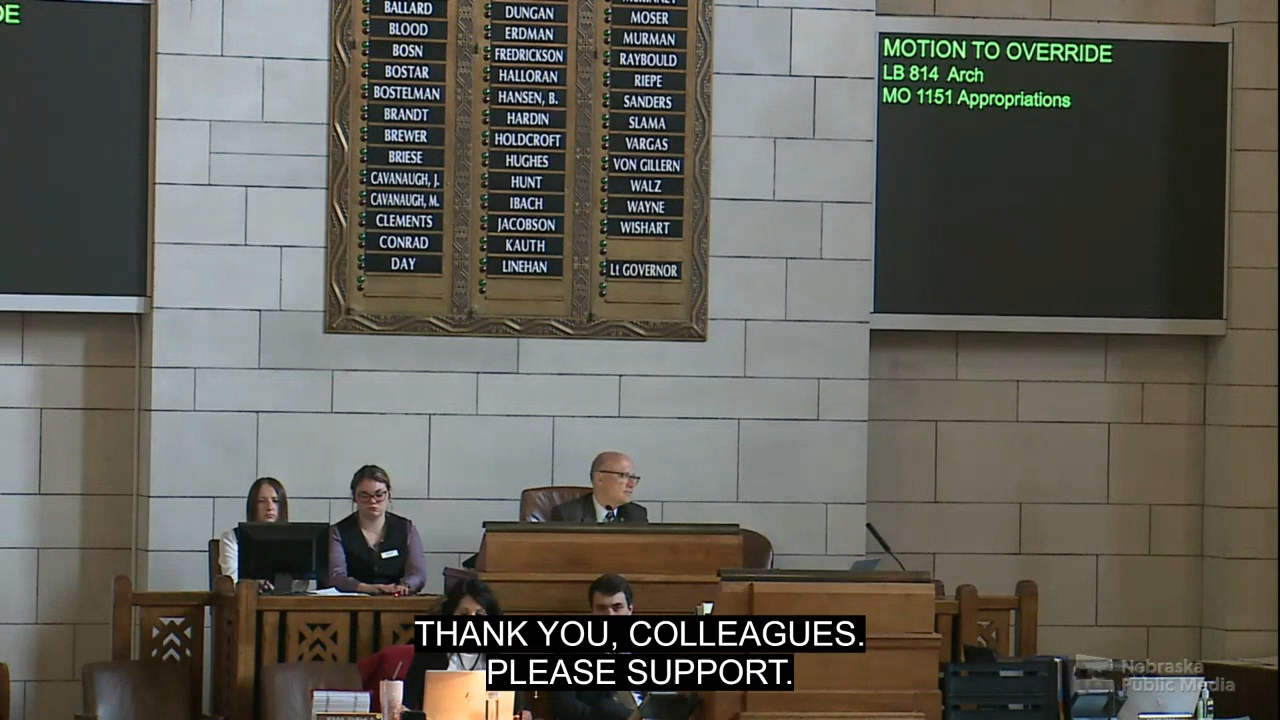 DE
BALLARD
BLOOD
BOSN
BOSTAR
BOSTELMAN
BRANDT
BREWER
BRIESE
CAVANAUGH, J.
CAVANAUGH, M.
CLEMENTS
CONRAD
DAY
DUNGAN
ERDMAN
FREDRICKSON
HALLORAN
HANSEN, B.
HARDIN
HOLDCROFT
HUGHES
HUNT
IBACH
JACOBSON
KAUTH
LINEHAN
MOSER
MURMAN
RAYBOULD
RIEPE
SANDERS
SLAMA
VARGAS
VON GILLERN
WALZ
WAYNE
WISHART
Lt GOVERNOR
MOTION TO OVERRIDE
LB 814 Arch
MO 1151 Appropriations
THANK YOU, COLLEAGUES.
PLEASE SUPPORT.
Nebraska
Public Media